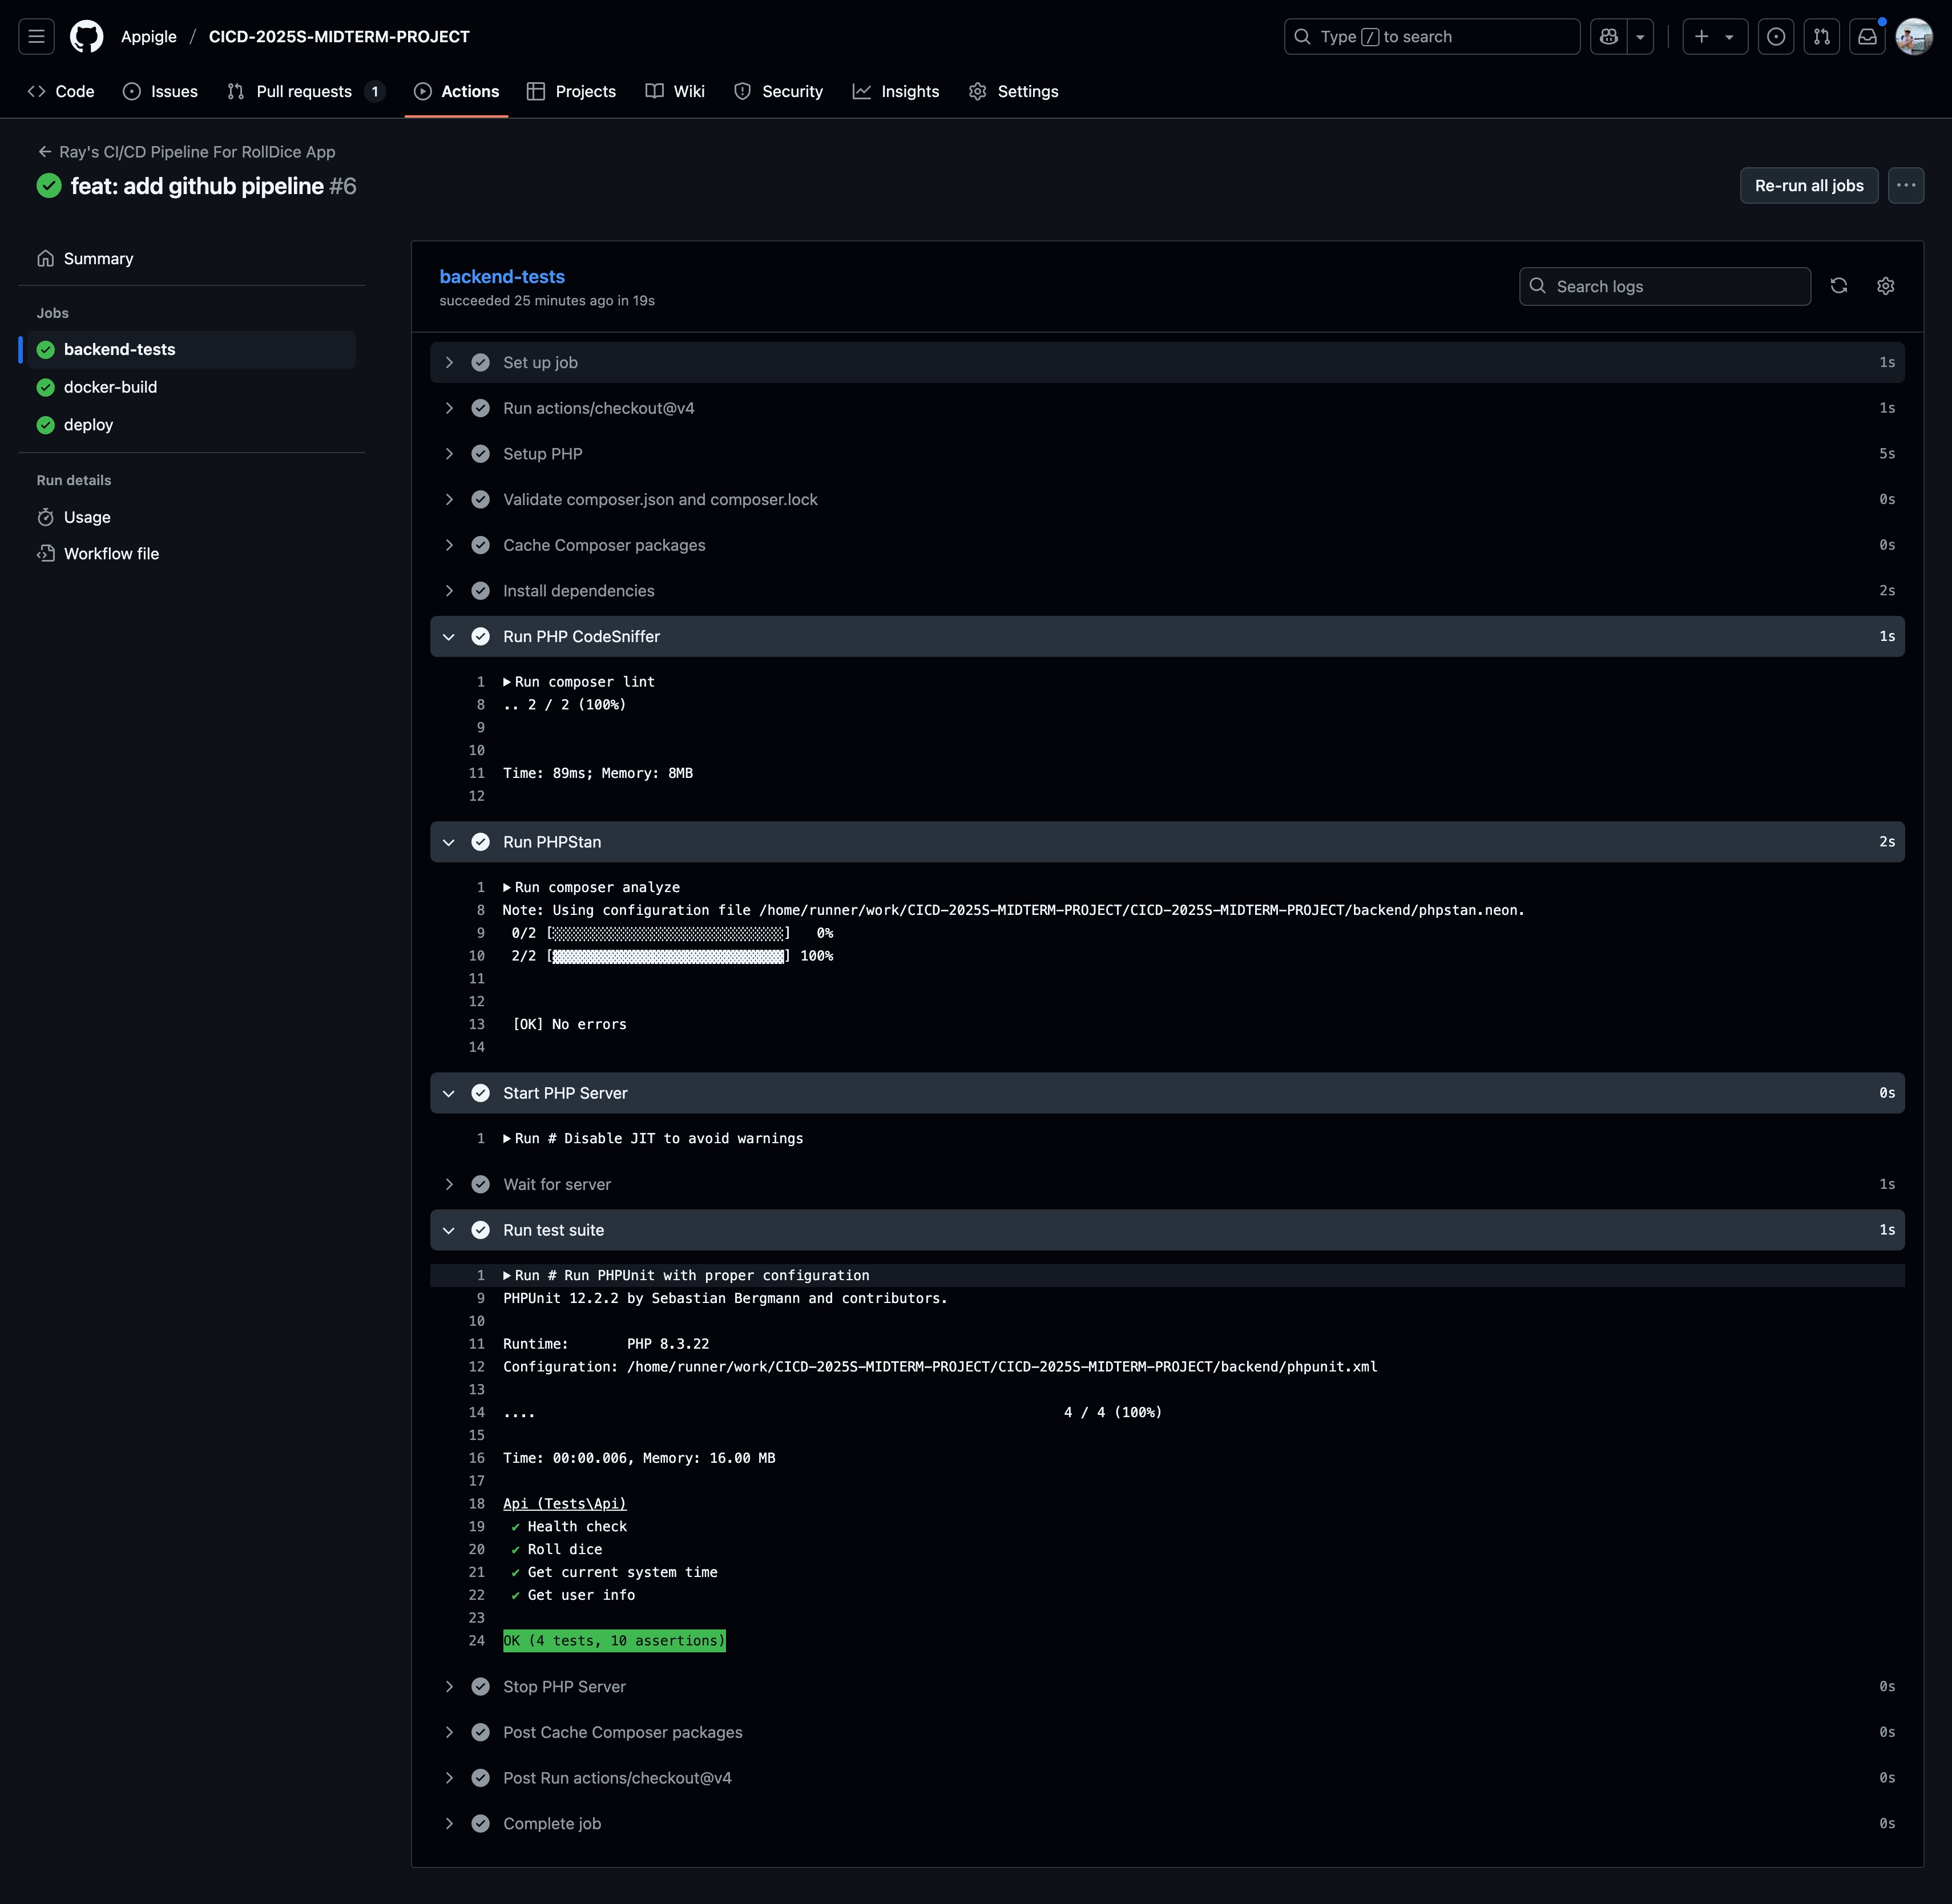 Appigle / CICD-2025S-MIDTERM-PROJECT
Type / to search
Code
Issues
Pull requests 1
Actions
Projects
Wiki
Security
Insights
Settings
Ray's CI/CD Pipeline For RollDice App
feat: add github pipeline #6
Re-run all jobs
Summary
Jobs
backend-tests
docker-build
deploy
Run details
Usage
Workflow file
backend-tests
succeeded 25 minutes ago in 19s
Search logs
Set up job 1s
Run actions/checkout@v4 1s
Setup PHP 5s
Validate composer.json and composer.lock 0s
Cache Composer packages 0s
Install dependencies 2s
Run PHP CodeSniffer 1s
1 ▶Run composer lint
8 .. 2 / 2 (100%)
9
10
11 Time: 89ms; Memory: 8MB
12
Run PHPStan 2s
1 ▶Run composer analyze
8 Note: Using configuration file /home/runner/work/CICD-2025S-MIDTERM-PROJECT/CICD-2025S-MIDTERM-PROJECT/backend/phpstan.neon.
9 0/2 [░░░░░░░░░░░░░░░░░░░░░░░░░░░░] 0%
10 2/2 [▓▓▓▓▓▓▓▓▓▓▓▓▓▓▓▓▓▓▓▓▓▓▓▓▓▓▓▓] 100%
11
12
13 [OK] No errors
14
Start PHP Server 0s
1 ▶Run # Disable JIT to avoid warnings
Wait for server 1s
Run test suite 1s
1 ▶Run # Run PHPUnit with proper configuration
9 PHPUnit 12.2.2 by Sebastian Bergmann and contributors.
10
11 Runtime: PHP 8.3.22
12 Configuration: /home/runner/work/CICD-2025S-MIDTERM-PROJECT/CICD-2025S-MIDTERM-PROJECT/backend/phpunit.xml
13
14 .... 4 / 4 (100%)
15
16 Time: 00:00.006, Memory: 16.00 MB
17
18 Api (Tests\Api)
19 ✔ Health check
20 ✔ Roll dice
21 ✔ Get current system time
22 ✔ Get user info
23
24 OK (4 tests, 10 assertions)
Stop PHP Server 0s
Post Cache Composer packages 0s
Post Run actions/checkout@v4 0s
Complete job 0s